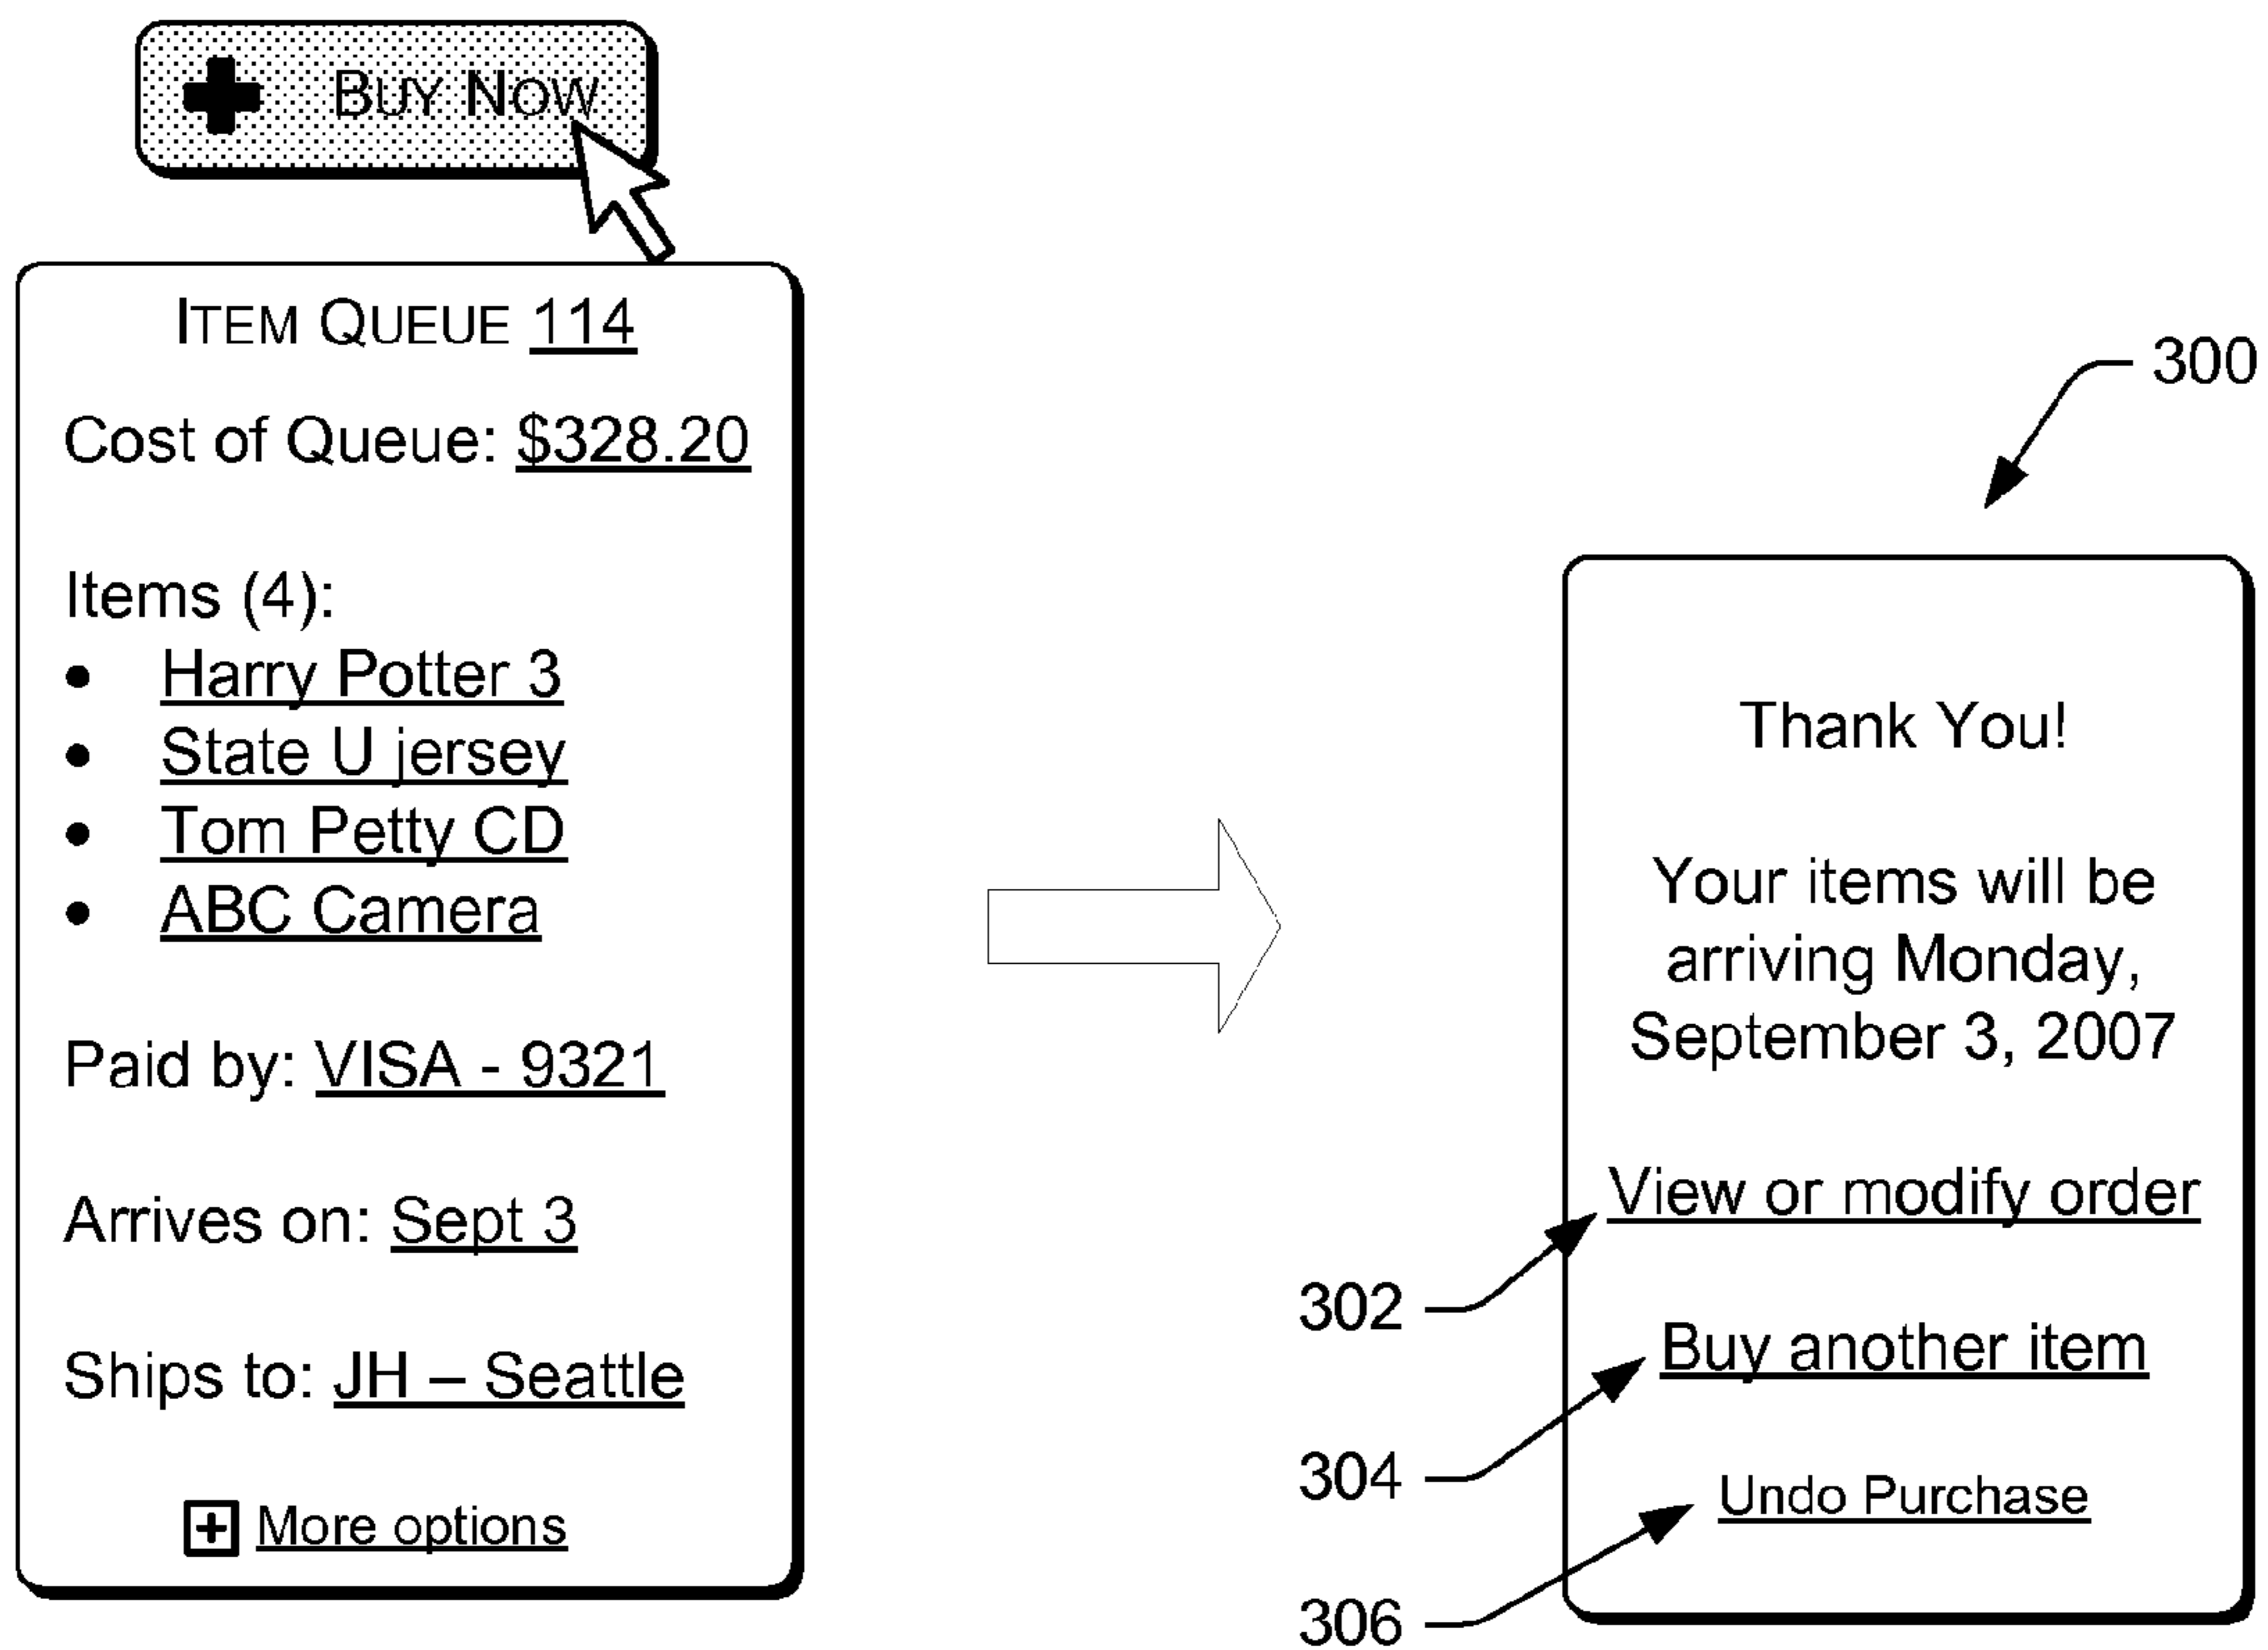 BUY NOW
ITEM QUEUE 114
Cost of Queue: $328.20
Items (4):
• Harry Potter 3
• State U jersey
• Tom Petty CD
• ABC Camera
Paid by: VISA - 9321
Arrives on: Sept 3
Ships to: JH – Seattle
More options
300
Thank You!
Your items will be
arriving Monday,
September 3, 2007
View or modify order
302
Buy another item
304
Undo Purchase
306